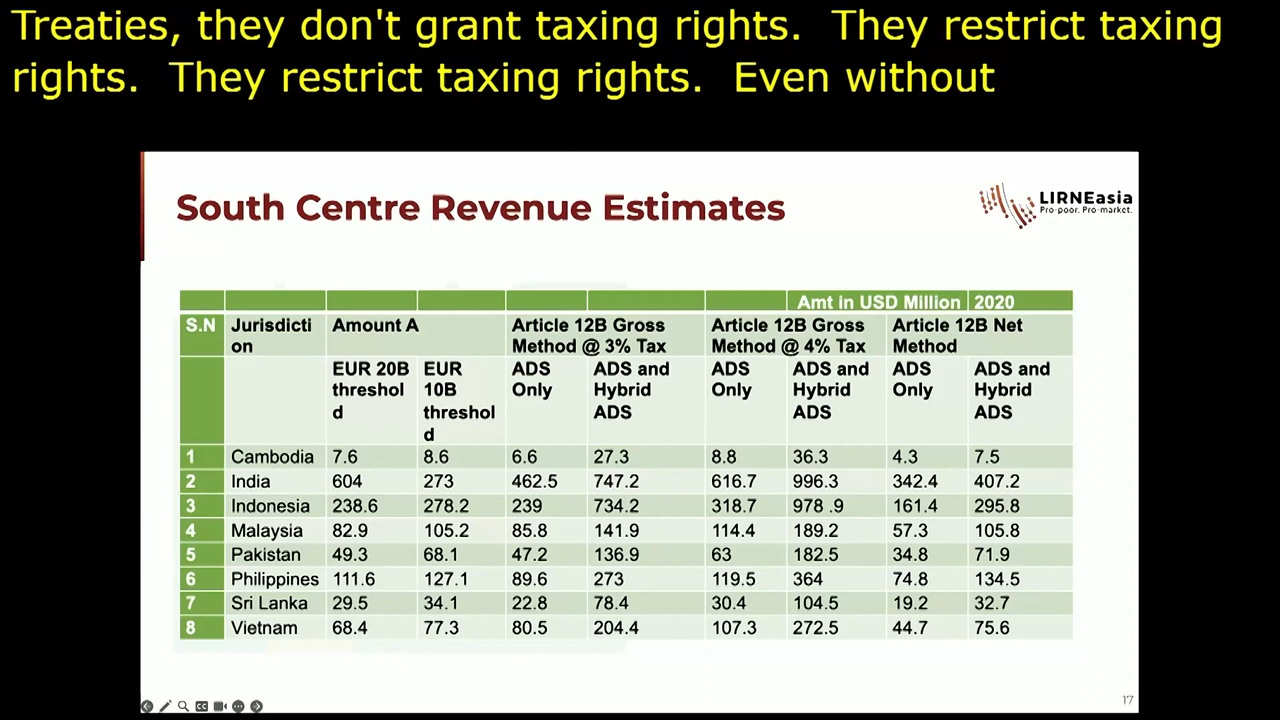 Treaties, they don't grant taxing rights.  They restrict taxing
rights.  They restrict taxing rights.  Even without
South Centre Revenue Estimates
LIRNEasia
Pro-poor. Pro-market.
Amt in USD Million 2020
S.N Jurisdicti on Amount A Article 12B Gross Method @ 3% Tax Article 12B Gross Method @ 4% Tax Article 12B Net Method
EUR 20B threshol d EUR 10B threshol d ADS Only ADS and Hybrid ADS ADS Only ADS and Hybrid ADS ADS Only ADS and Hybrid ADS
1 Cambodia 7.6 8.6 6.6 27.3 8.8 36.3 4.3 7.5
2 India 604 273 462.5 747.2 616.7 996.3 342.4 407.2
3 Indonesia 238.6 278.2 239 734.2 318.7 978 .9 161.4 295.8
4 Malaysia 82.9 105.2 85.8 141.9 114.4 189.2 57.3 105.8
5 Pakistan 49.3 68.1 47.2 136.9 63 182.5 34.8 71.9
6 Philippines 111.6 127.1 89.6 273 119.5 364 74.8 134.5
7 Sri Lanka 29.5 34.1 22.8 78.4 30.4 104.5 19.2 32.7
8 Vietnam 68.4 77.3 80.5 204.4 107.3 272.5 44.7 75.6
17